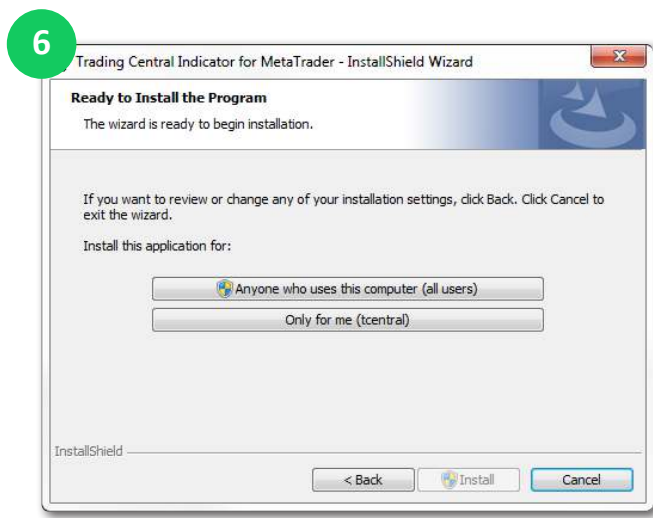 6
Trading Central Indicator for MetaTrader - InstallShield Wizard
Ready to Install the Program
The wizard is ready to begin installation.
If you want to review or change any of your installation settings, click Back. Click Cancel to
exit the wizard.
Install this application for:
Anyone who uses this computer (all users)
Only for me (tcentral)
InstallShield
< Back Install Cancel